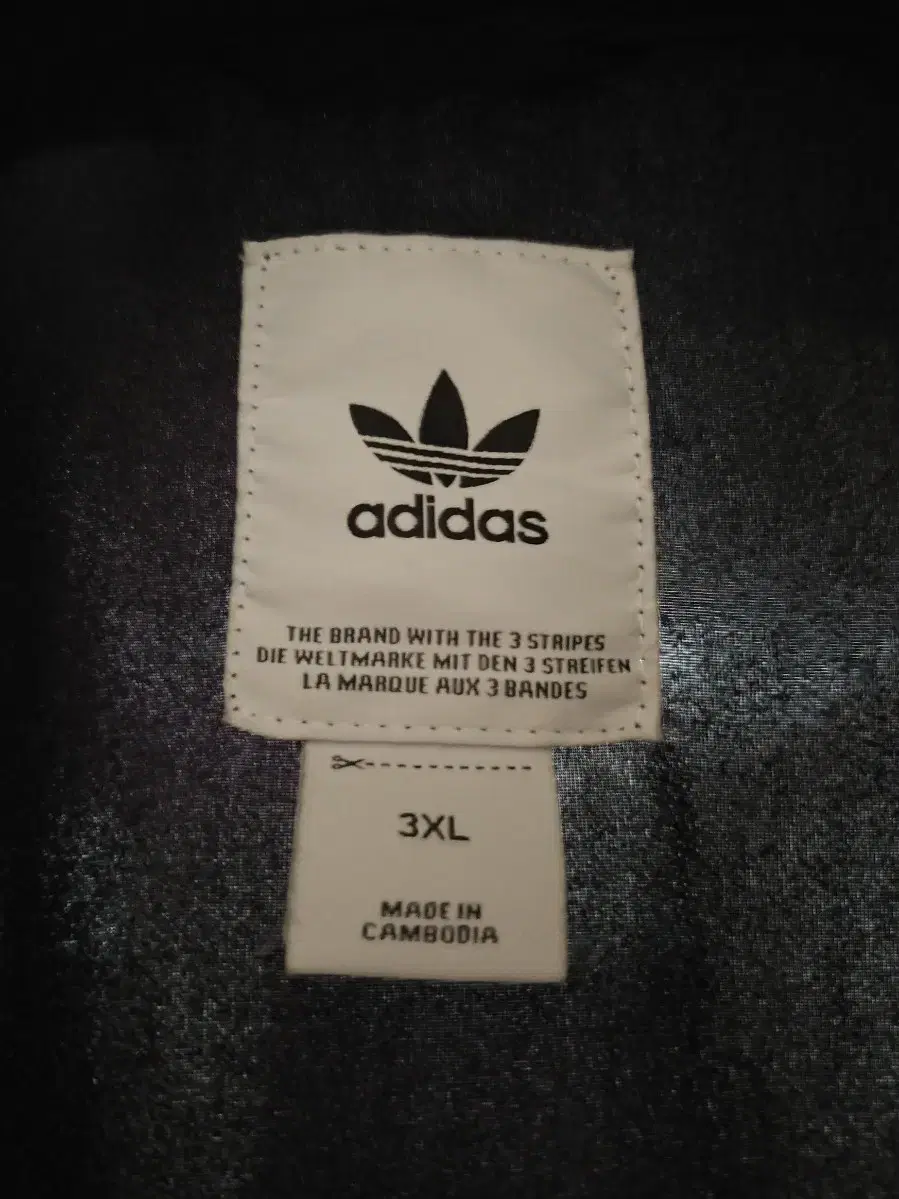 adidas
THE BRAND WITH THE 3 STRIPES
DIE WELTMARKE MIT DEN 3 STREIFEN
LA MARQUE AUX 3 BANDES
3XL
MADE IN
CAMBODIA